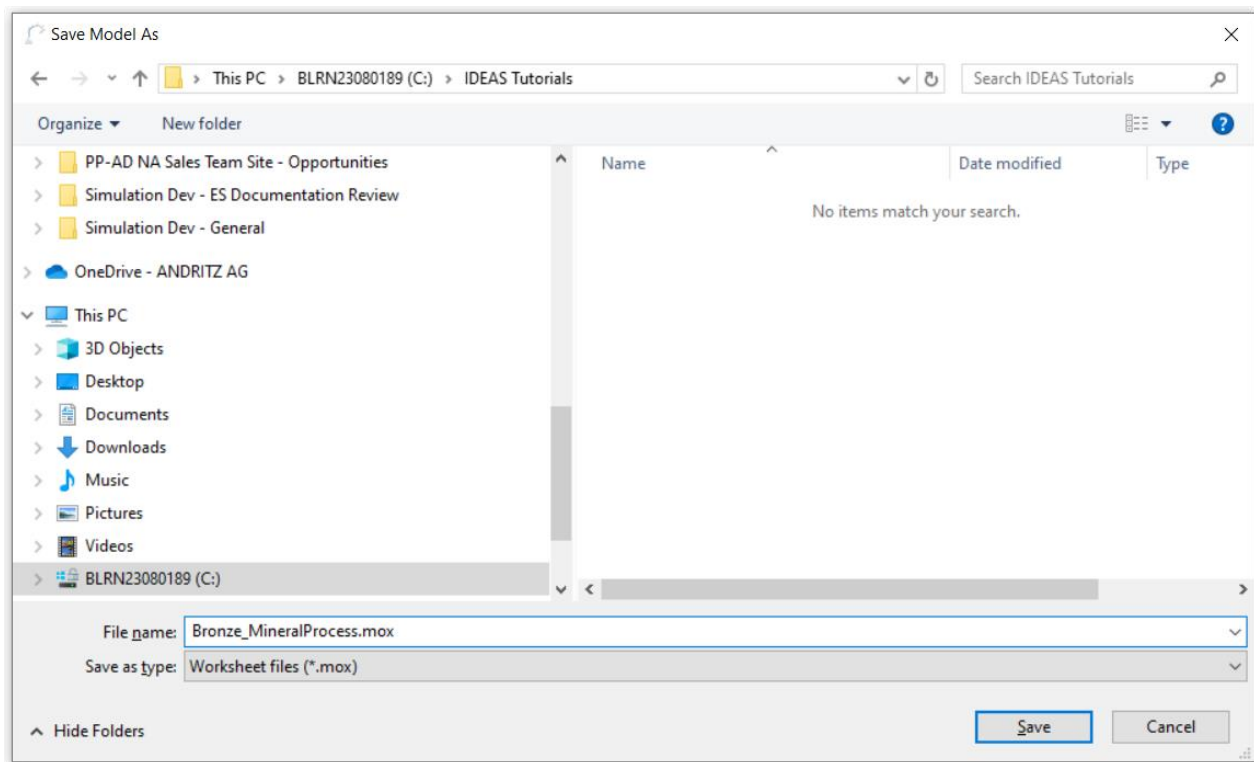 Save Model As
This PC > BLRN23080189 (C:) > IDEAS Tutorials
Search IDEAS Tutorials
Organize
New folder
PP-AD NA Sales Team Site - Opportunities
Simulation Dev - ES Documentation Review
Simulation Dev - General
OneDrive - ANDRITZ AG
This PC
3D Objects
Desktop
Documents
Downloads
Music
Pictures
Videos
BLRN23080189 (C:)
Name
Date modified
Type
No items match your search.
File name: Bronze_MineralProcess.mox
Save as type: Worksheet files (*.mox)
Hide Folders
Save
Cancel